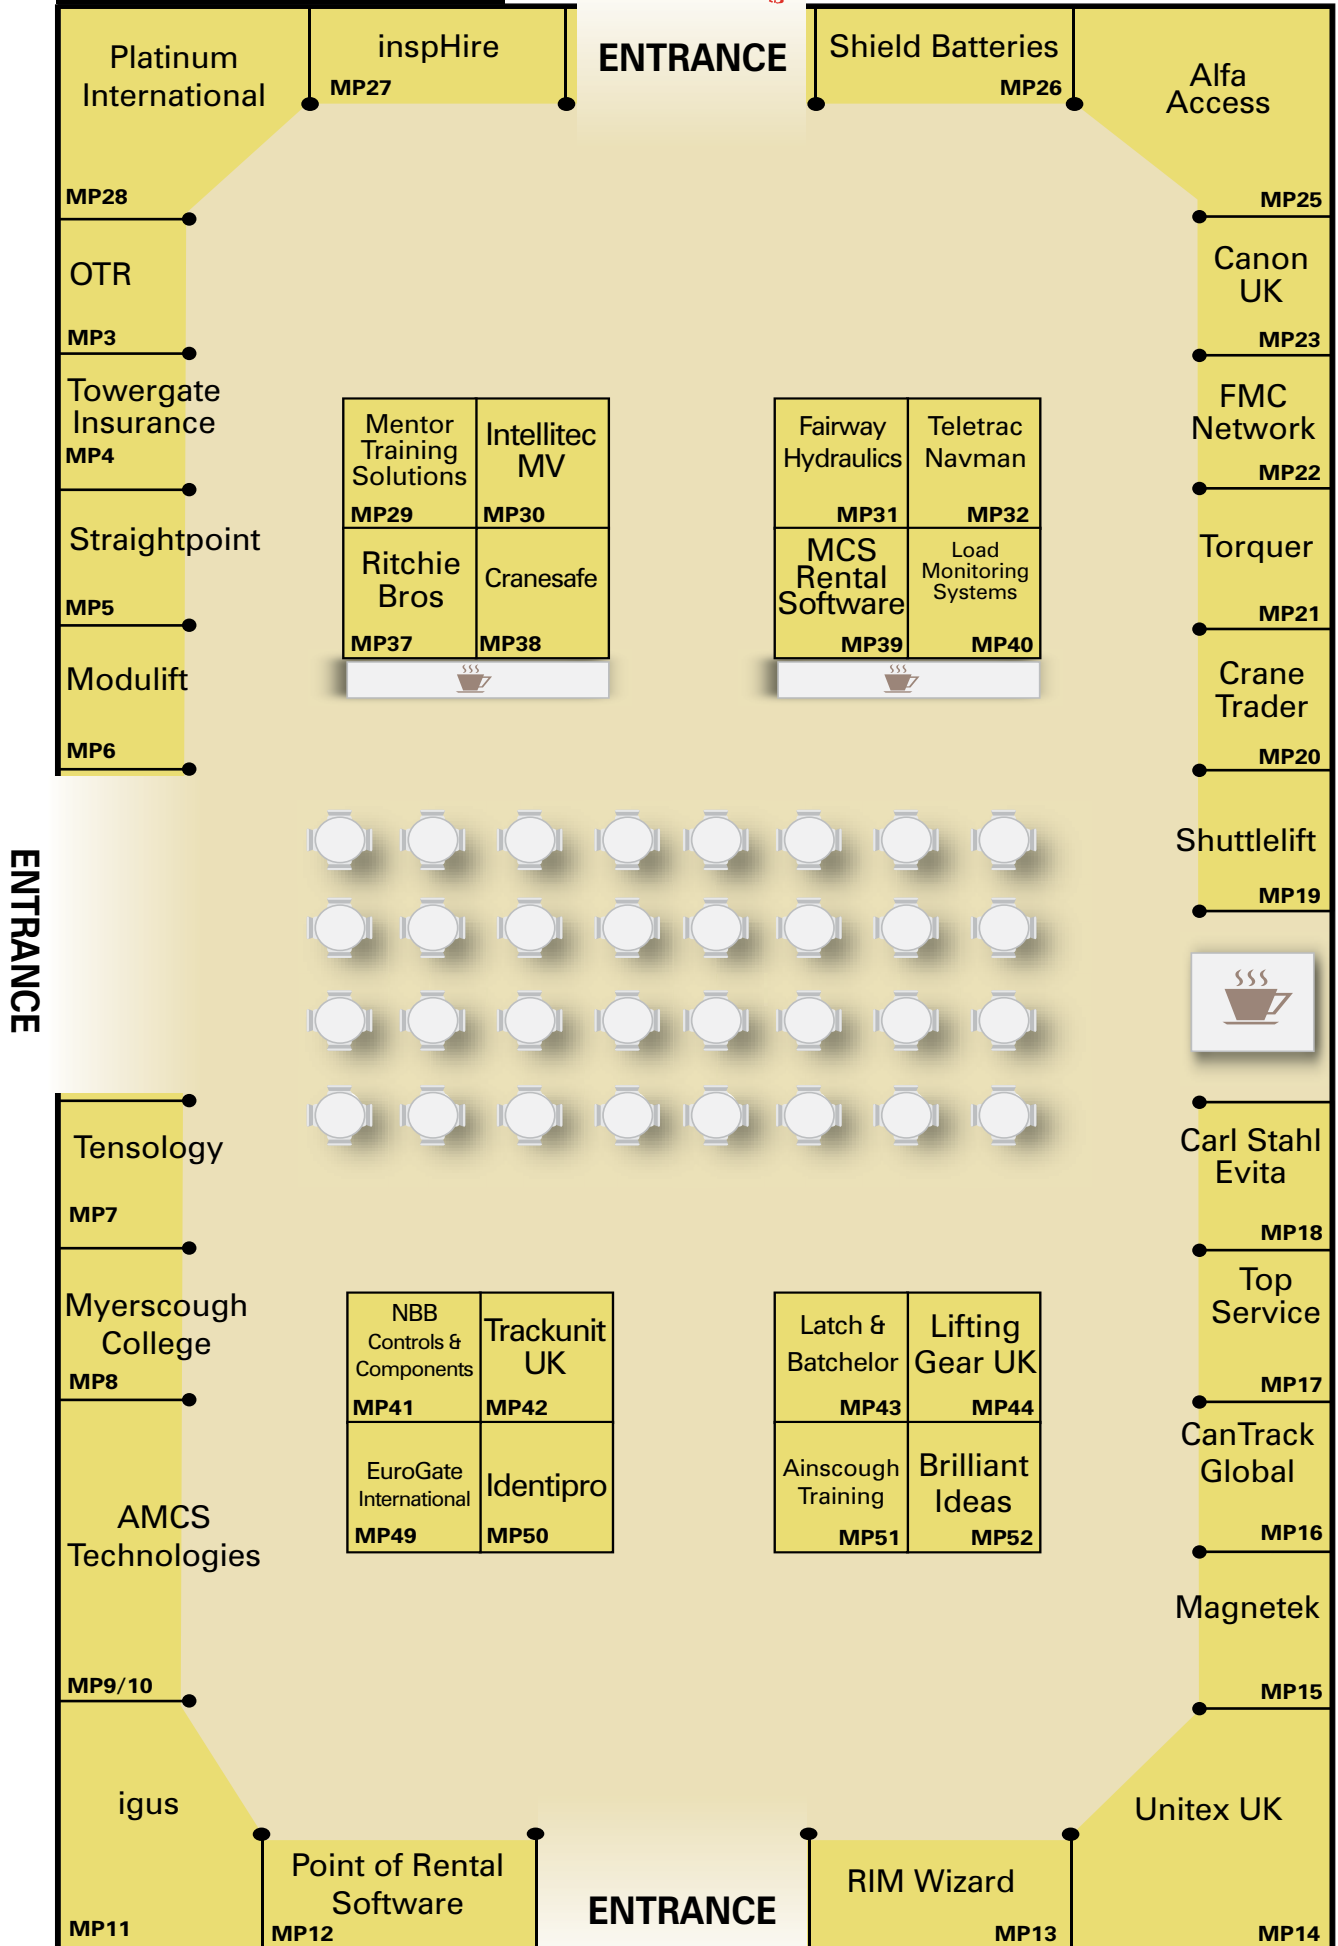 Platinum
International
MP28
inspHire
MP27
ENTRANCE
Shield Batteries
MP26
Alfa
Access
MP25
OTR
MP3
Towergate
Insurance
MP4
Straightpoint
MP5
Modulift
MP6
Mentor
Training
Solutions
MP29
Intellitec
MV
MP30
Ritchie
Bros
MP37
Cranesafe
MP38
Fairway
Hydraulics
MP31
Teletrac
Navman
MP32
MCS
Rental
Software
MP39
Load
Monitoring
Systems
MP40
Canon
UK
MP23
FMC
Network
MP22
Torquer
MP21
Crane
Trader
MP20
Shuttlelift
MP19
ENTRANCE
Tensology
MP7
Myerscough
College
MP8
AMCS
Technologies
MP9/10
NBB
Controls &
Components
MP41
Trackunit
UK
MP42
EuroGate
International
MP49
Identipro
MP50
Latch &
Batchelor
MP43
Lifting
Gear UK
MP44
Ainscough
Training
MP51
Brilliant
Ideas
MP52
Carl Stahl
Evita
MP18
Top
Service
MP17
CanTrack
Global
MP16
Magnetek
MP15
igus
MP11
Point of Rental
Software
MP12
ENTRANCE
RIM Wizard
MP13
Unitex UK
MP14